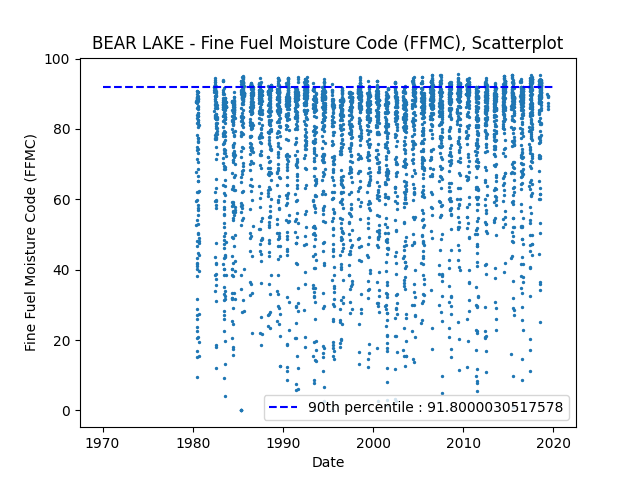 BEAR LAKE - Fine Fuel Moisture Code (FFMC), Scatterplot
100
80
60
40
20
0
Fine Fuel Moisture Code (FFMC)
90th percentile : 91.8000030517578
1970 1980 1990 2000 2010 2020
Date